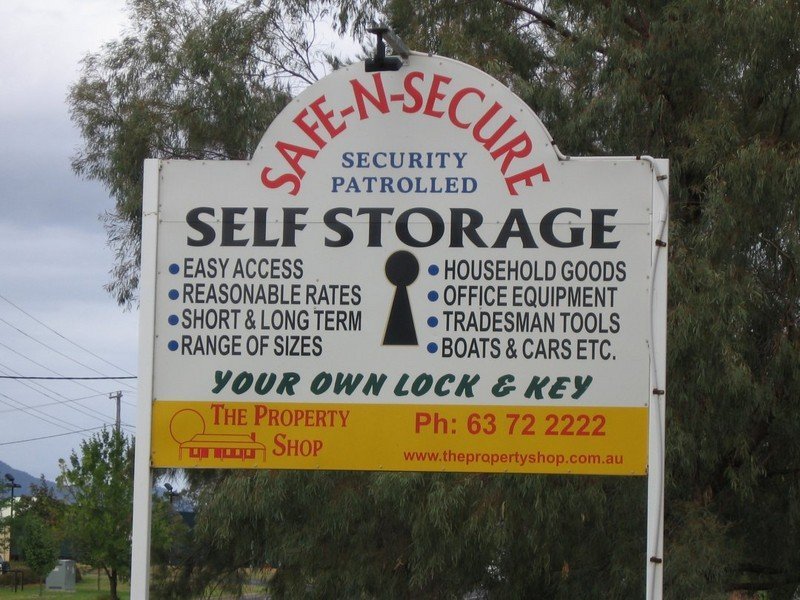 SAFE-N-SECURE
SECURITY
PATROLLED
SELF STORAGE
• EASY ACCESS
• REASONABLE RATES
• SHORT & LONG TERM
• RANGE OF SIZES
• HOUSEHOLD GOODS
• OFFICE EQUIPMENT
• TRADESMAN TOOLS
• BOATS & CARS ETC.
YOUR OWN LOCK & KEY
THE PROPERTY
SHOP
Ph: 63 72 2222
www.thepropertyshop.com.au